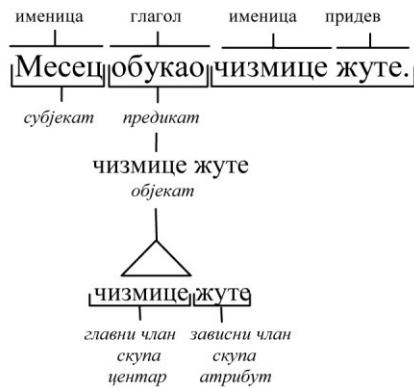 именица глагол именица придев
Месец обукао чизмице жуте.
субјекат предикат
чизмице жуте
објекат
чизмице жуте
главни члан зависни члан
скупа скупа
центар атрибут